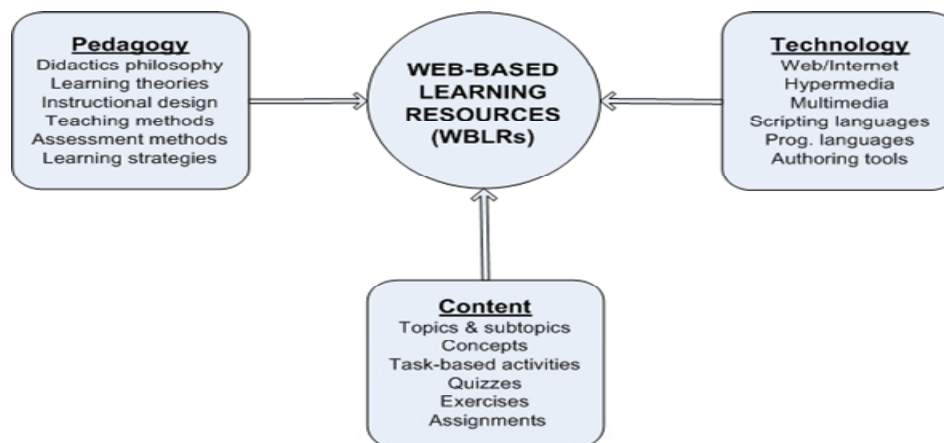 Pedagogy
Didactics philosophy
Learning theories
Instructional design
Teaching methods
Assessment methods
Learning strategies
WEB-BASED
LEARNING
RESOURCES
(WBLRs)
Technology
Web/Internet
Hypermedia
Multimedia
Scripting languages
Prog. languages
Authoring tools
Content
Topics & subtopics
Concepts
Task-based activities
Quizzes
Exercises
Assignments